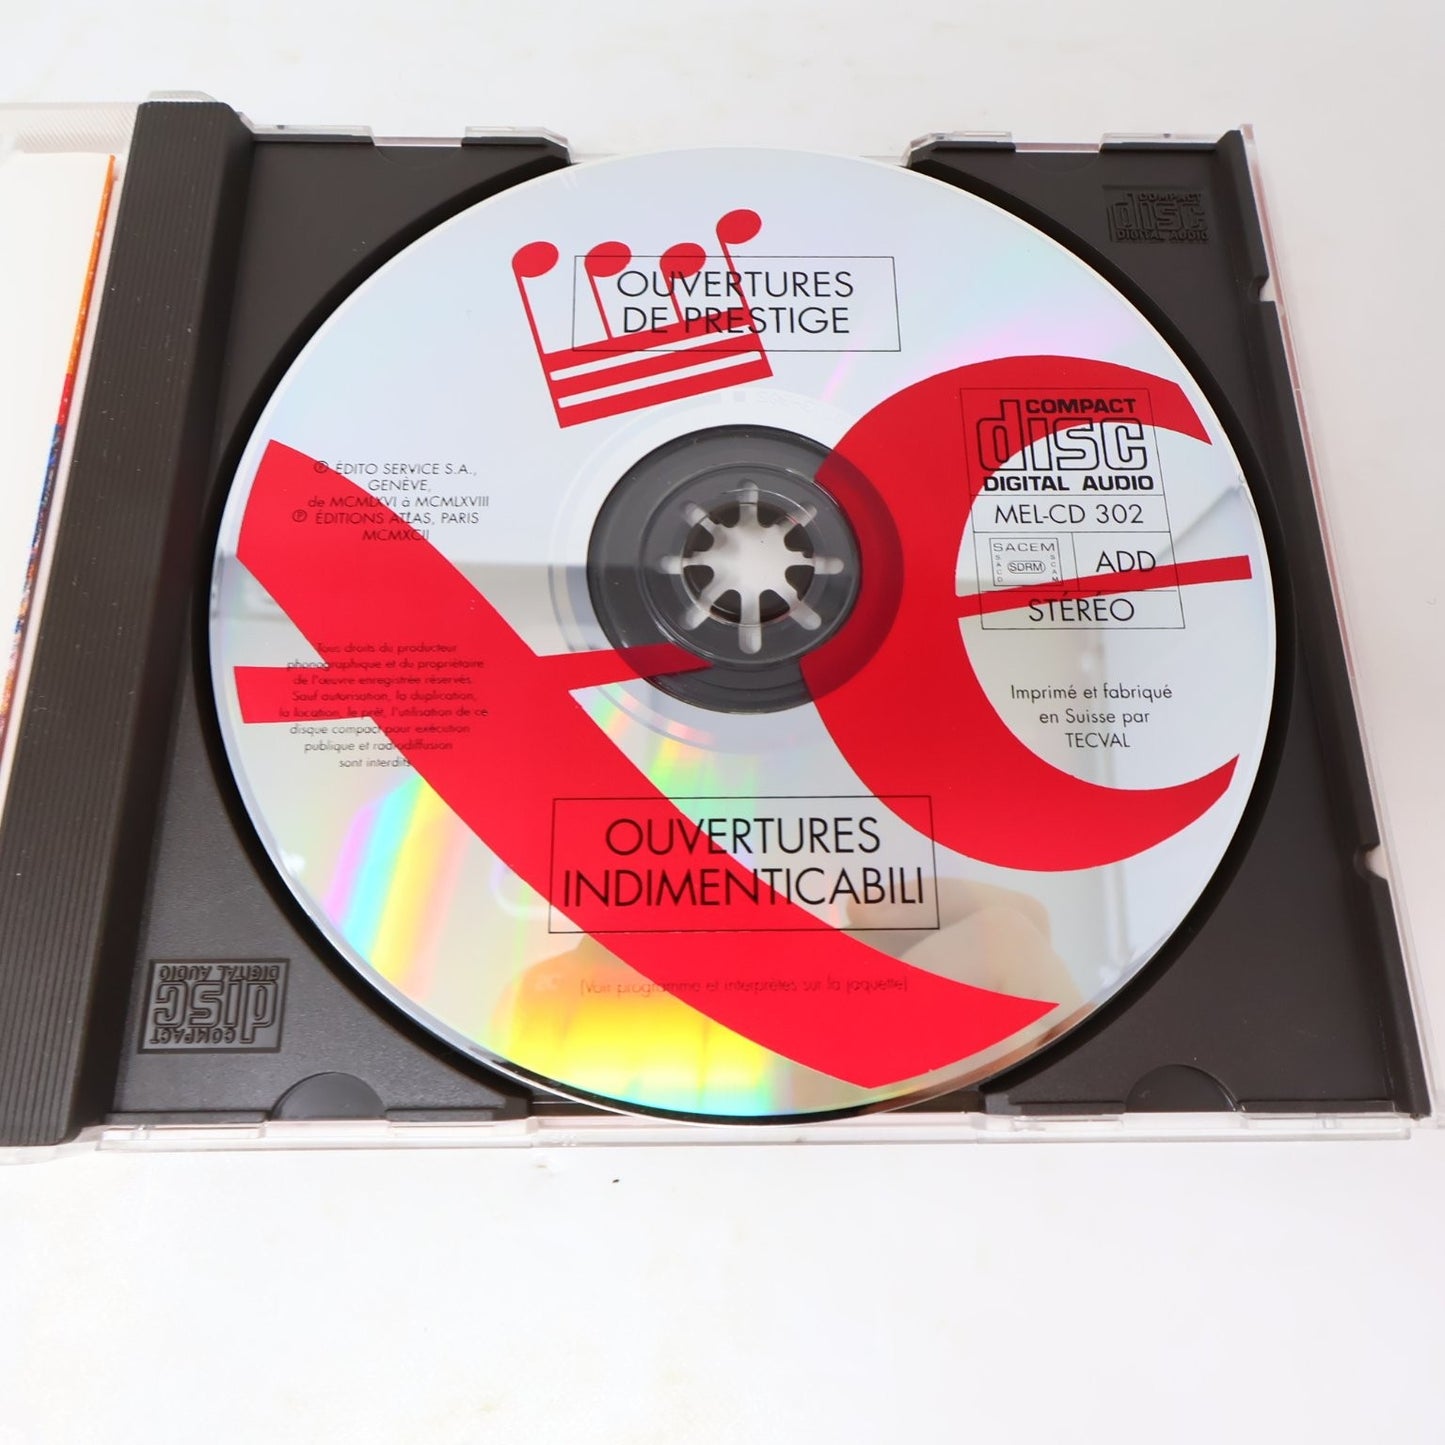 OUVERTURES
DE PRESTIGE
COMPACT
disc
DIGITAL AUDIO
MEL-CD 302
SACEM
SACD
SDRM
SCAM
ADD
STÉRÉO
℗ ÉDITO SERVICE S.A.,
GENÈVE,
de MCMLXVI à MCMLXVIII
℗ ÉDITIONS ATLAS, PARIS
MCMXCII
Tous droits du producteur
phonographique et du propriétaire
de l'œuvre enregistrée réservés.
Sauf autorisation, la duplication,
la location, le prêt, l'utilisation de ce
disque compact pour exécution
publique et radiodiffusion
sont interdits.
Imprimé et fabriqué
en Suisse par
TECVAL
OUVERTURES
INDIMENTICABILI
(Voir programme et interprètes sur la jaquette)
COMPACT
disc
DIGITAL AUDIO
COMPACT
disc
DIGITAL AUDIO